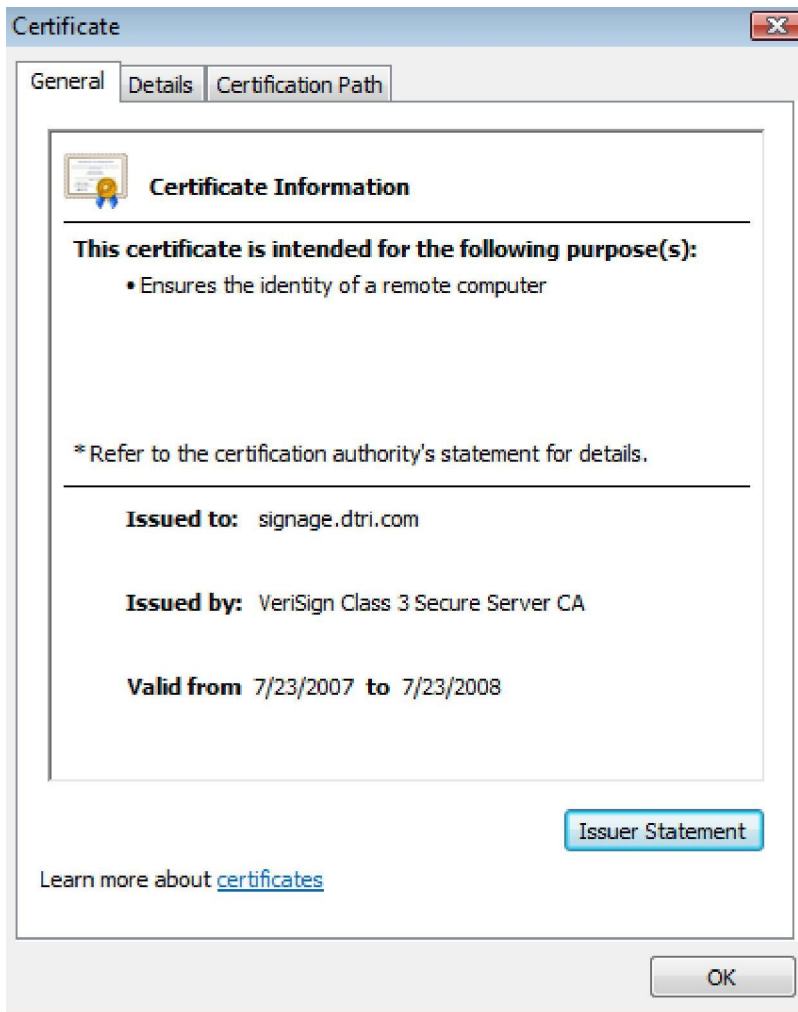 Certificate
General Details Certification Path
Certificate Information
This certificate is intended for the following purpose(s):
• Ensures the identity of a remote computer
* Refer to the certification authority's statement for details.
Issued to: signage.dtri.com
Issued by: VeriSign Class 3 Secure Server CA
Valid from 7/23/2007 to 7/23/2008
Issuer Statement
Learn more about certificates
OK